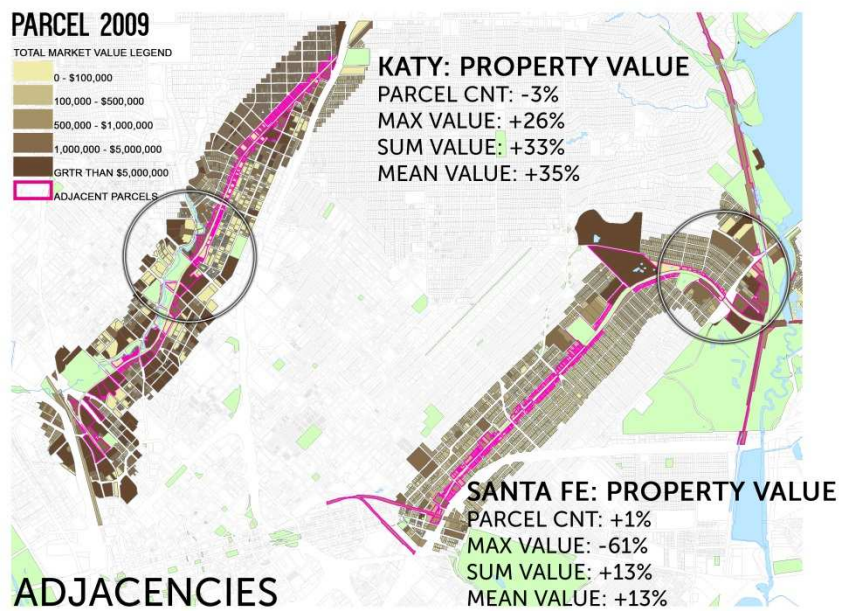 PARCEL 2009
TOTAL MARKET VALUE LEGEND
0 - $100,000
100,000 - $500,000
500,000 - $1,000,000
1,000,000 - $5,000,000
GRTR THAN $5,000,000
ADJACENT PARCELS
KATY: PROPERTY VALUE
PARCEL CNT: -3%
MAX VALUE: +26%
SUM VALUE: +33%
MEAN VALUE: +35%
SANTA FE: PROPERTY VALUE
PARCEL CNT: +1%
MAX VALUE: -61%
SUM VALUE: +13%
MEAN VALUE: +13%
ADJACENCIES